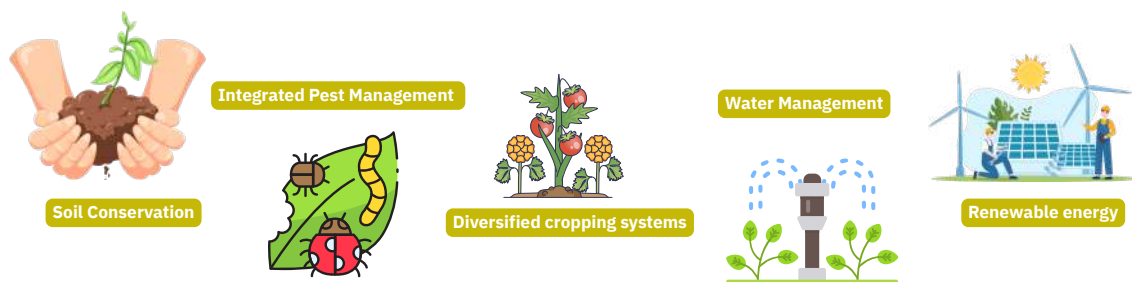 Soil Conservation
Integrated Pest Management
Diversified cropping systems
Water Management
Renewable energy